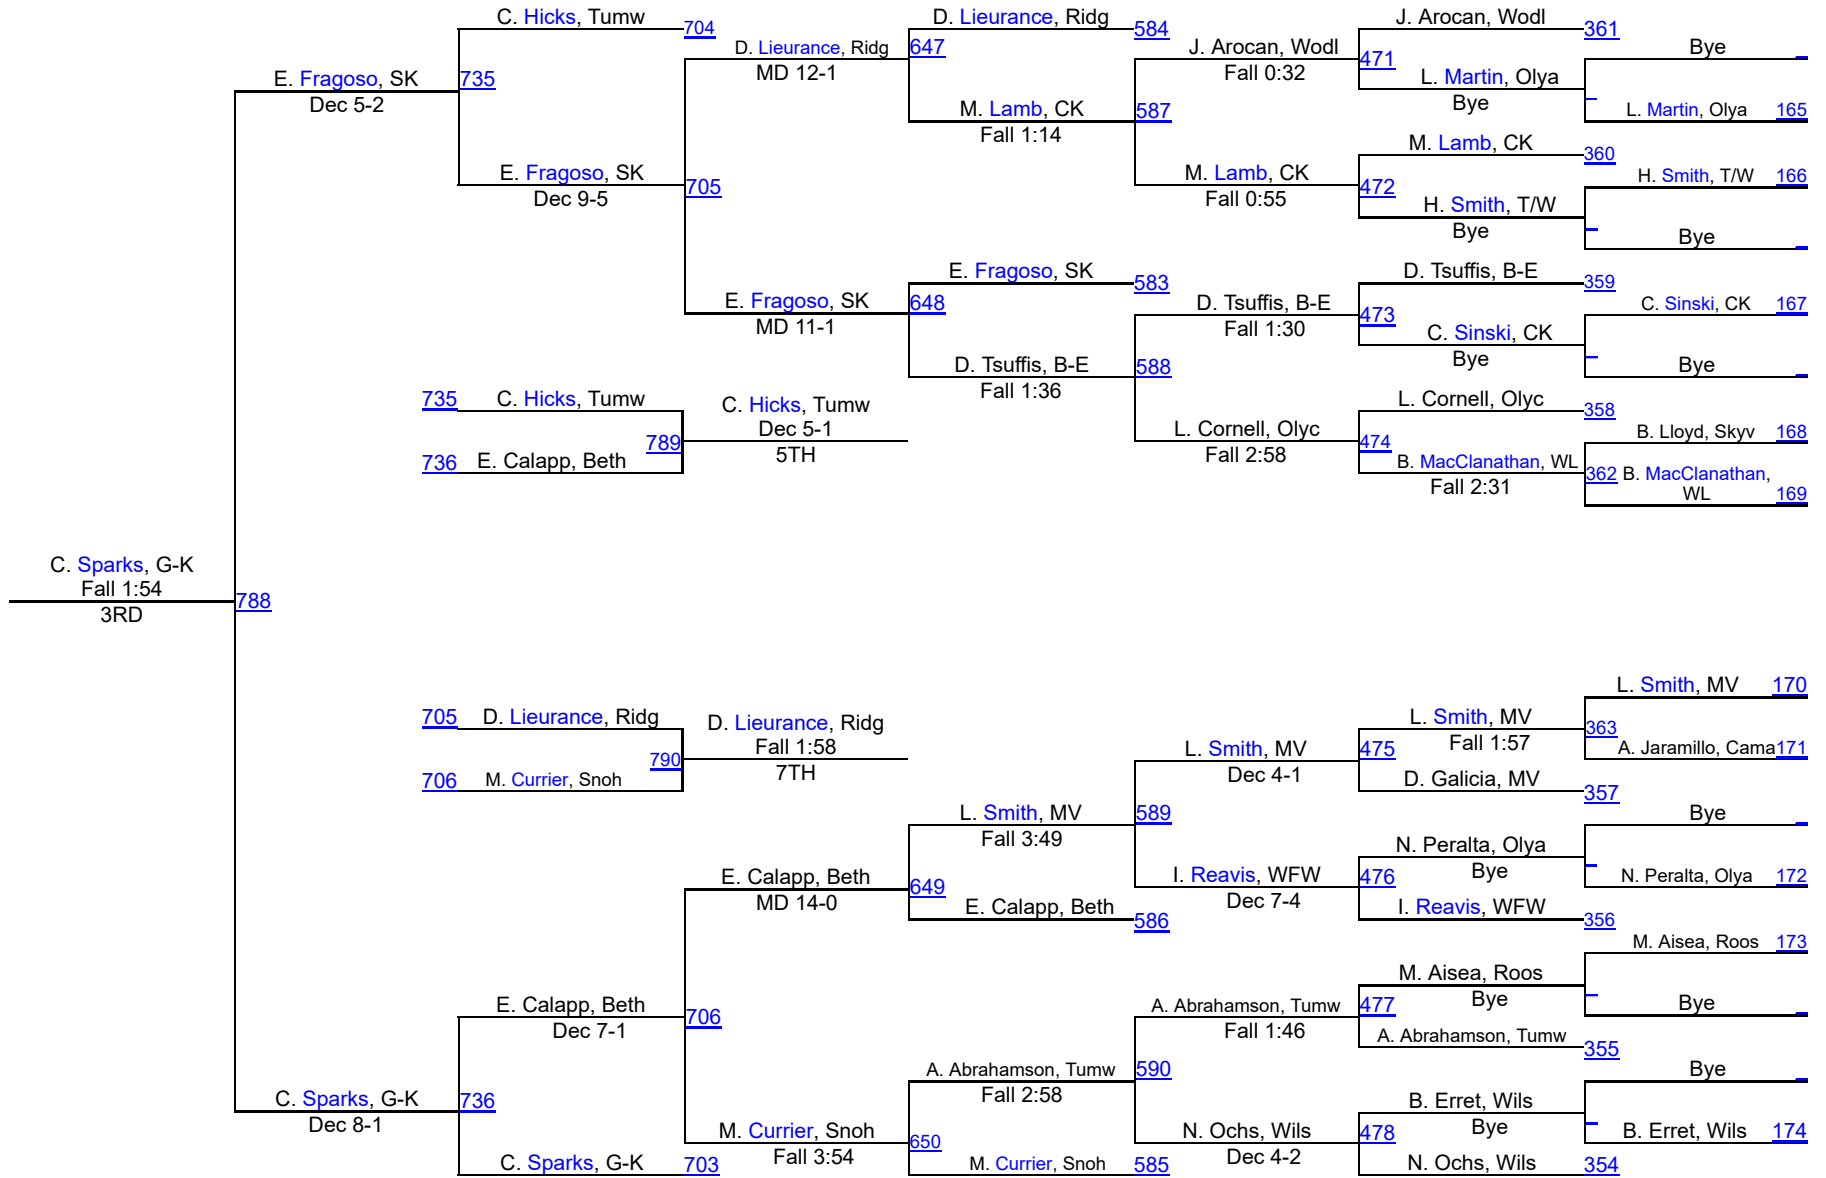 C. Hicks, Tumw
704
E. Fragoso, SK
Dec 5-2
735
E. Fragoso, SK
Dec 9-5
705
D. Lieurance, Ridg
MD 12-1
647
D. Lieurance, Ridg
584
M. Lamb, CK
Fall 1:14
587
J. Arocan, Wodl
Fall 0:32
471
J. Arocan, Wodl
361
L. Martin, Olya
Bye
Bye
L. Martin, Olya 165
M. Lamb, CK
Fall 0:55
472
M. Lamb, CK
360
H. Smith, T/W
Bye
H. Smith, T/W 166
Bye
E. Fragoso, SK
MD 11-1
648
E. Fragoso, SK
583
D. Tsuffis, B-E
Fall 1:36
588
D. Tsuffis, B-E
Fall 1:30
473
D. Tsuffis, B-E
359
C. Sinski, CK
Bye
C. Sinski, CK 167
Bye
L. Cornell, Olyc
Fall 2:58
474
L. Cornell, Olyc
358
B. MacClanathan, WL
Fall 2:31
362
B. Lloyd, Skyv 168
B. MacClanathan,
WL 169
735 C. Hicks, Tumw
736 E. Calapp, Beth
789
C. Hicks, Tumw
Dec 5-1
5TH
C. Sparks, G-K
Fall 1:54
3RD
788
705 D. Lieurance, Ridg
706 M. Currier, Snoh
790
D. Lieurance, Ridg
Fall 1:58
7TH
L. Smith, MV 170
L. Smith, MV
Fall 1:57
363
A. Jaramillo, Cama 171
L. Smith, MV
Dec 4-1
475
D. Galicia, MV
357
L. Smith, MV
Fall 3:49
589
Bye
N. Peralta, Olya
Bye
N. Peralta, Olya 172
I. Reavis, WFW
Dec 7-4
476
I. Reavis, WFW
356
E. Calapp, Beth
MD 14-0
649
E. Calapp, Beth
586
M. Aisea, Roos 173
M. Aisea, Roos
Bye
Bye
E. Calapp, Beth
Dec 7-1
706
A. Abrahamson, Tumw
Fall 1:46
477
A. Abrahamson, Tumw
355
A. Abrahamson, Tumw
Fall 2:58
590
Bye
B. Erret, Wils
Bye
B. Erret, Wils 174
C. Sparks, G-K
Dec 8-1
736
M. Currier, Snoh
Fall 3:54
650
N. Ochs, Wils
Dec 4-2
478
C. Sparks, G-K
703
M. Currier, Snoh
585
N. Ochs, Wils
354